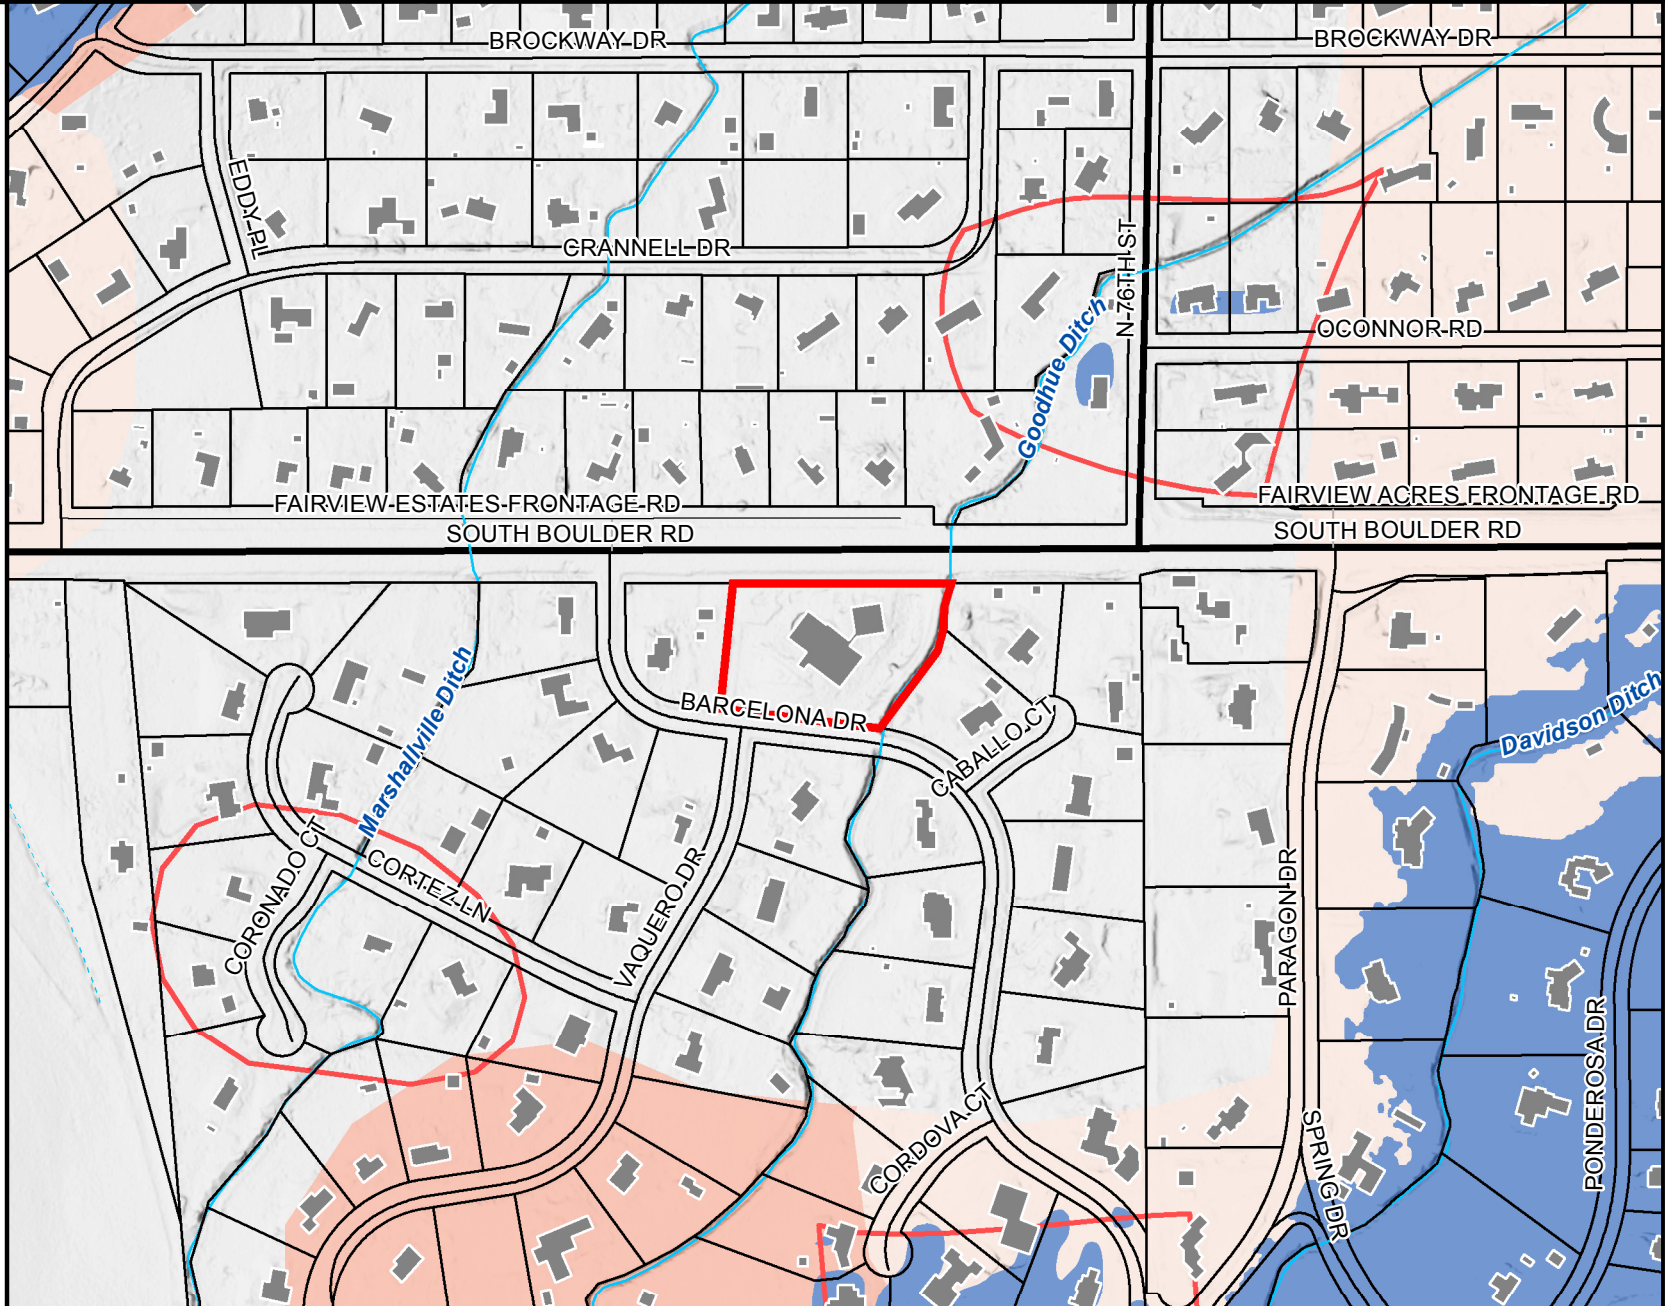 BROCKWAY DR
BROCKWAY DR
EDDY PL
CRANNELL DR
N 76TH ST
Goodhue Ditch
OCONNOR RD
FAIRVIEW ESTATES FRONTAGE RD
FAIRVIEW ACRES FRONTAGE RD
SOUTH BOULDER RD
SOUTH BOULDER RD
Marshallville Ditch
BARCELONA DR
CABALLO CT
Davidson Ditch
CORONADO CT
CORTEZ LN
VAQUERO DR
PARAGON DR
PONDEROSA DR
CORDOVA CT
SPRING DR